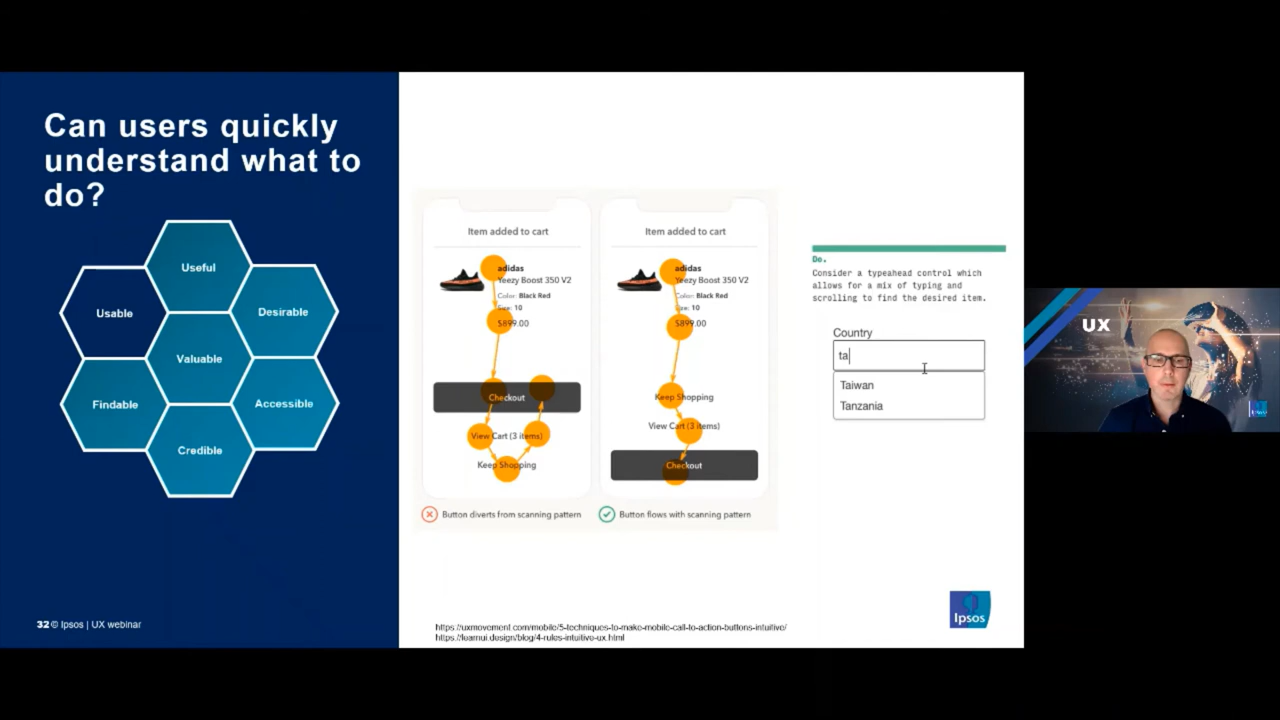 Can users quickly
understand what to
do?
Useful
Usable
Desirable
Valuable
Findable
Accessible
Credible
32 © Ipsos | UX webinar
Item added to cart
adidas
Yeezy Boost 350 V2
Color: Black Red
Size: 10
$899.00
Checkout
View Cart (3 items)
Keep Shopping
Button diverts from scanning pattern
Item added to cart
adidas
Yeezy Boost 350 V2
Color: Black Red
Size: 10
$899.00
Keep Shopping
View Cart (3 items)
Checkout
Button flows with scanning pattern
Do.
Consider a typeahead control which
allows for a mix of typing and
scrolling to find the desired item.
Country
ta
Taiwan
Tanzania
Ipsos
https://uxmovement.com/mobile/5-techniques-to-make-mobile-call-to-action-buttons-intuitive/
https://learnui.design/blog/4-rules-intuitive-ux.html
UX